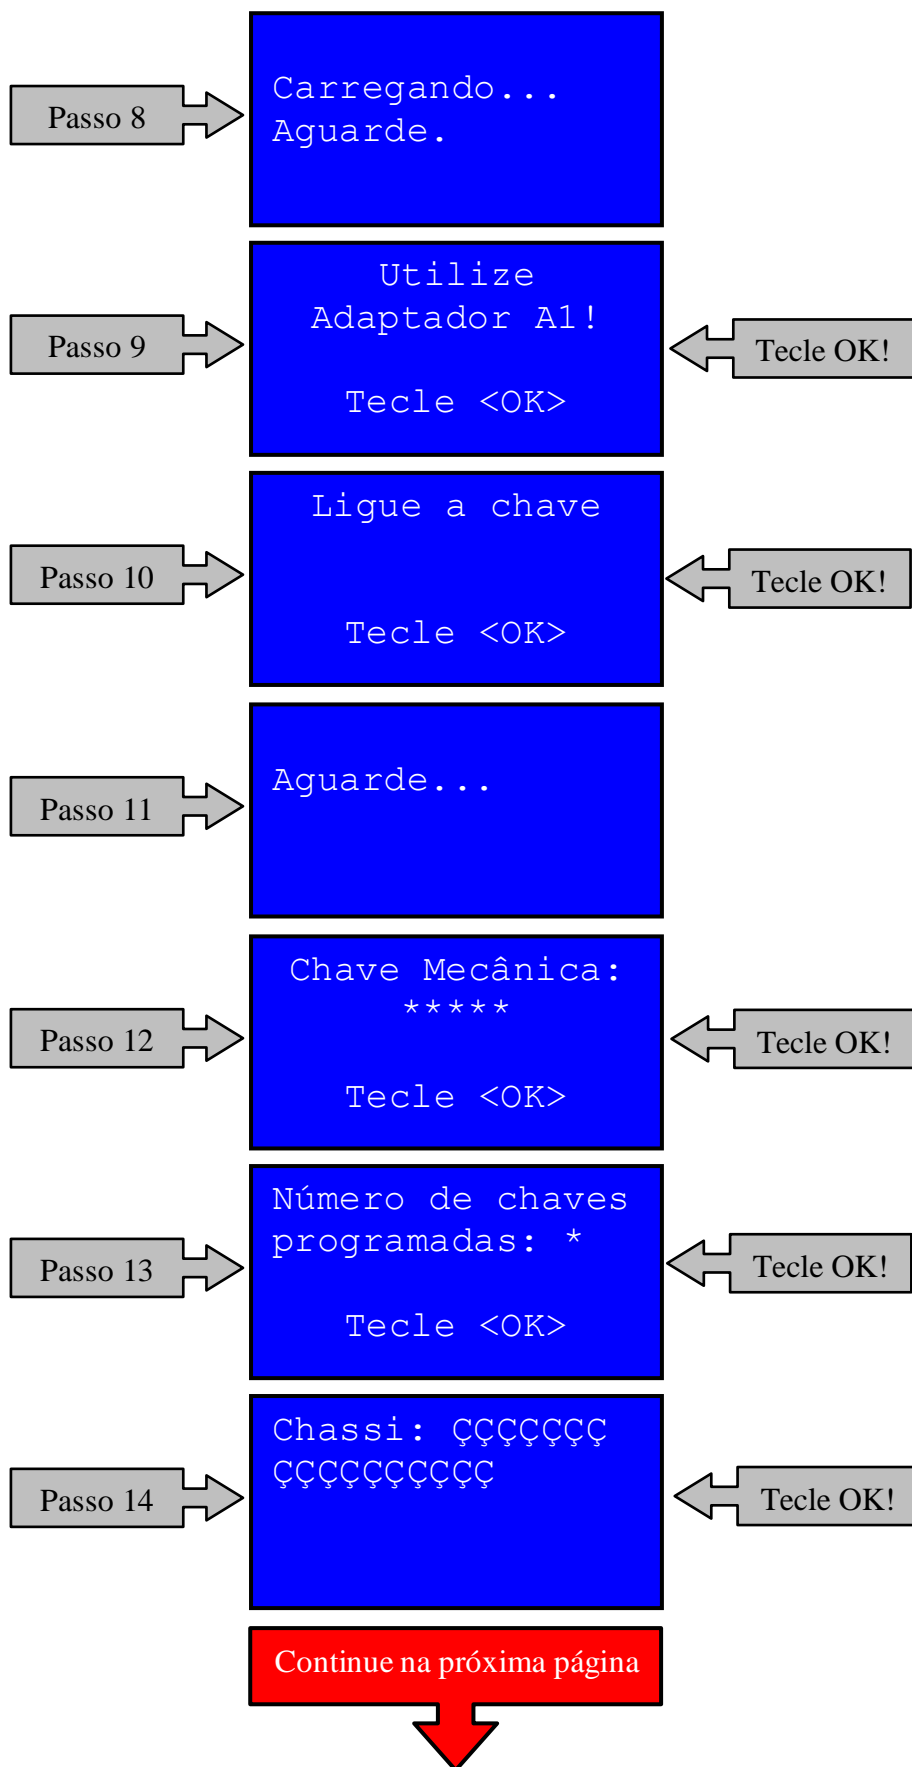 Passo 8
Carregando...
Aguarde.
Passo 9
Utilize
Adaptador A1!
Tecle <OK>
Tecle OK!
Passo 10
Ligue a chave
Tecle <OK>
Tecle OK!
Passo 11
Aguarde...
Passo 12
Chave Mecânica:
*****
Tecle <OK>
Tecle OK!
Passo 13
Número de chaves
programadas: *
Tecle <OK>
Tecle OK!
Passo 14
Chassi: ÇÇÇÇÇÇÇ
ÇÇÇÇÇÇÇÇÇÇ
Tecle OK!
Continue na próxima página